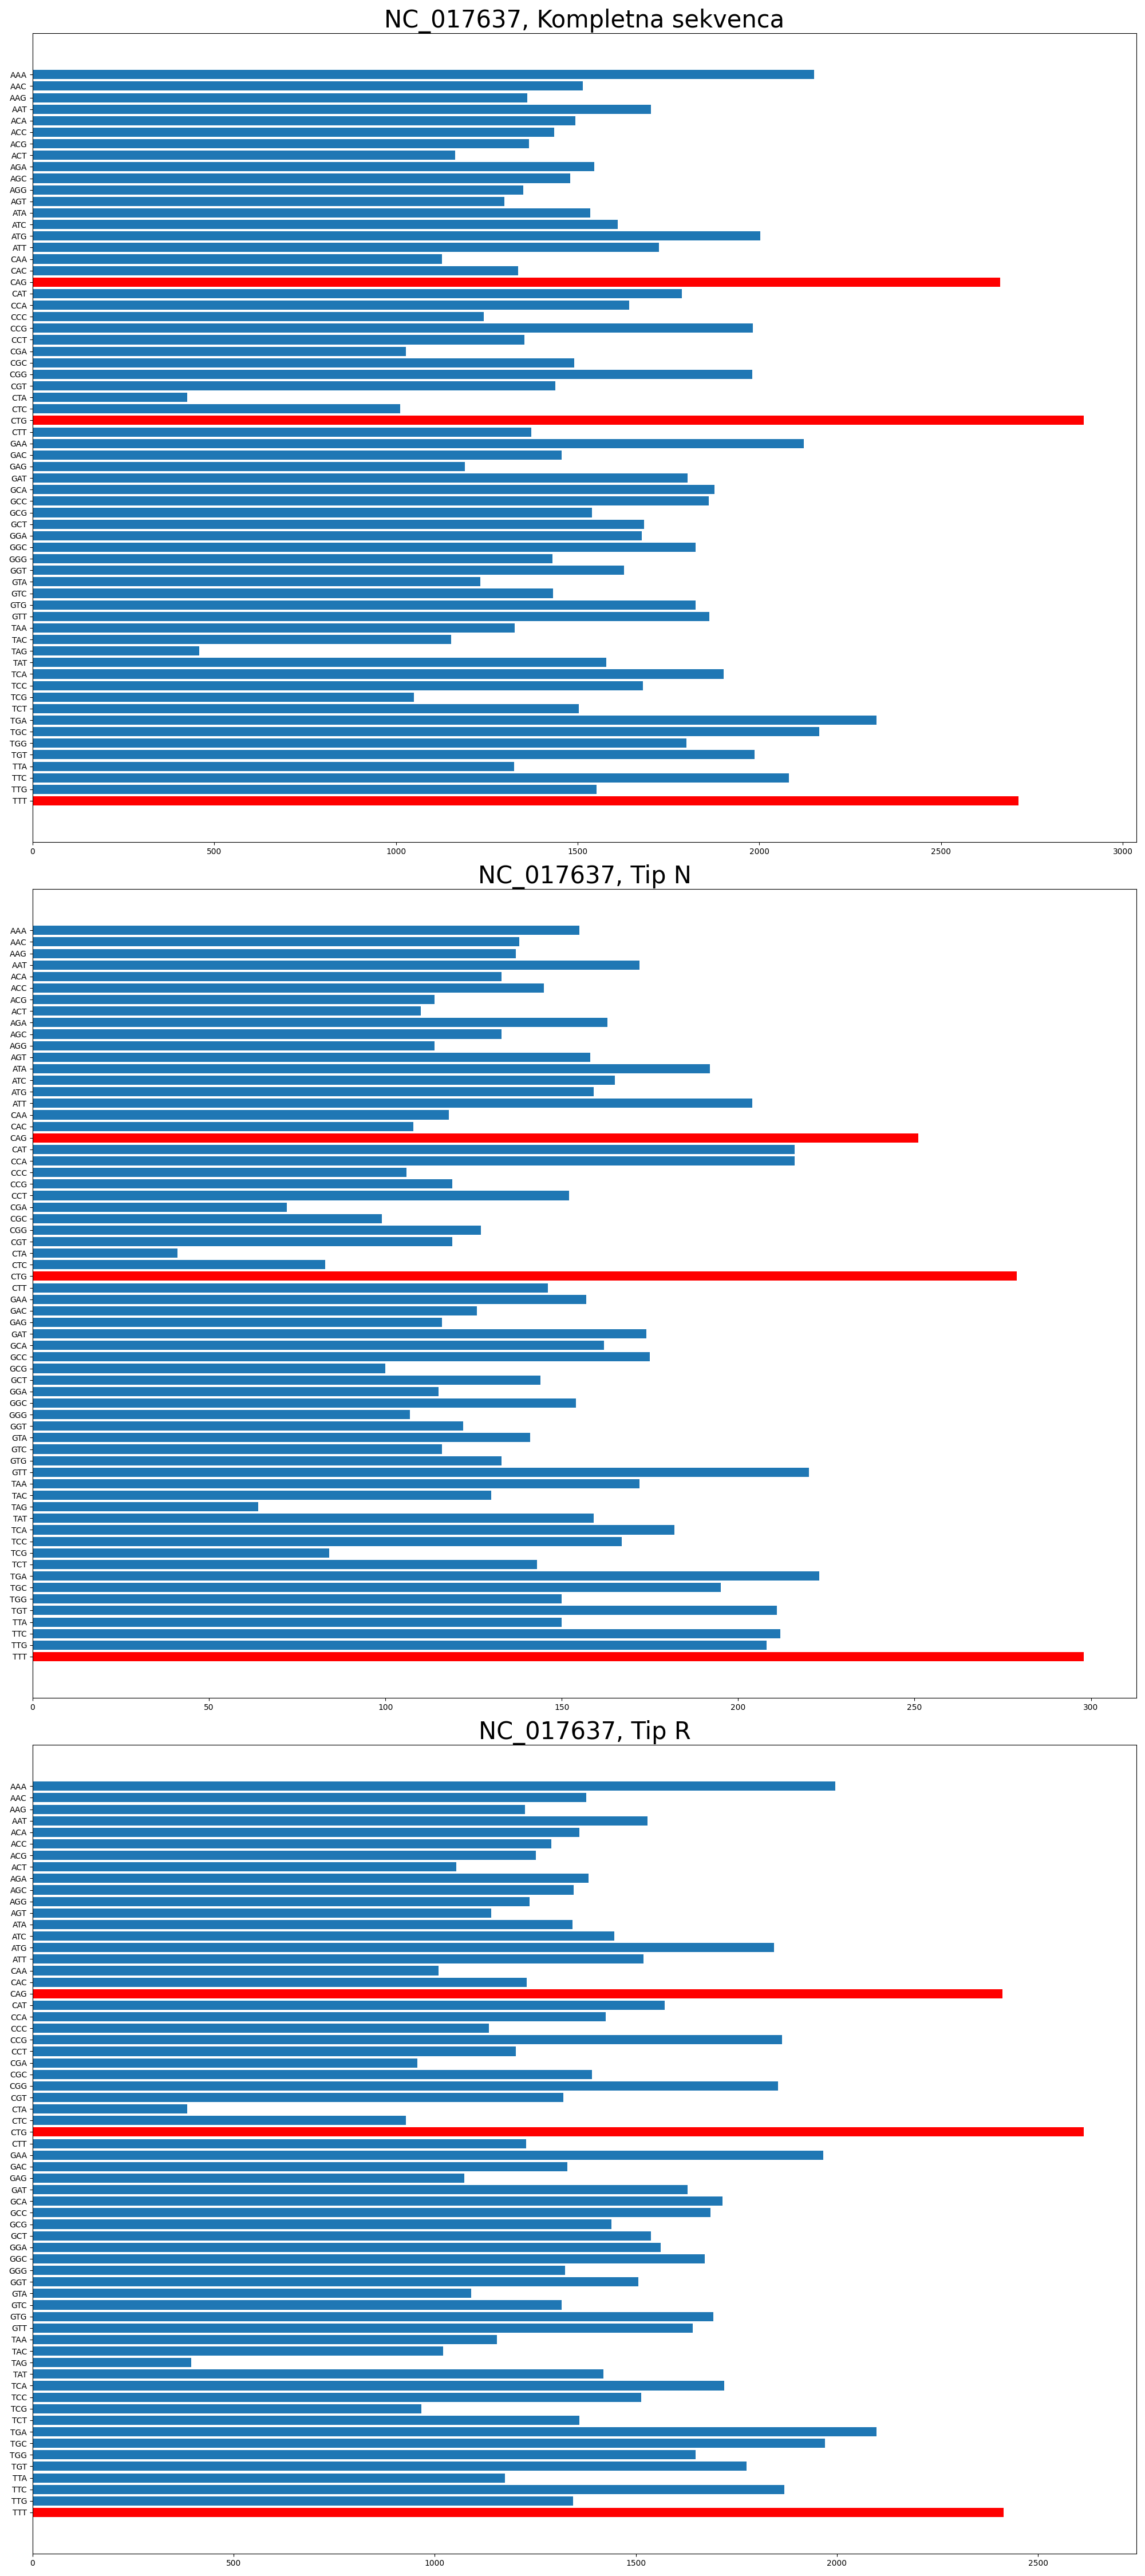 NC_017637, Kompletna sekvenca
AAA
AAC
AAG
AAT
ACA
ACC
ACG
ACT
AGA
AGC
AGG
AGT
ATA
ATC
ATG
ATT
CAA
CAC
CAG
CAT
CCA
CCC
CCG
CCT
CGA
CGC
CGG
CGT
CTA
CTC
CTG
CTT
GAA
GAC
GAG
GAT
GCA
GCC
GCG
GCT
GGA
GGC
GGG
GGT
GTA
GTC
GTG
GTT
TAA
TAC
TAG
TAT
TCA
TCC
TCG
TCT
TGA
TGC
TGG
TGT
TTA
TTC
TTG
TTT
0 500 1000 1500 2000 2500 3000
NC_017637, Tip N
AAA
AAC
AAG
AAT
ACA
ACC
ACG
ACT
AGA
AGC
AGG
AGT
ATA
ATC
ATG
ATT
CAA
CAC
CAG
CAT
CCA
CCC
CCG
CCT
CGA
CGC
CGG
CGT
CTA
CTC
CTG
CTT
GAA
GAC
GAG
GAT
GCA
GCC
GCG
GCT
GGA
GGC
GGG
GGT
GTA
GTC
GTG
GTT
TAA
TAC
TAG
TAT
TCA
TCC
TCG
TCT
TGA
TGC
TGG
TGT
TTA
TTC
TTG
TTT
0 50 100 150 200 250 300
NC_017637, Tip R
AAA
AAC
AAG
AAT
ACA
ACC
ACG
ACT
AGA
AGC
AGG
AGT
ATA
ATC
ATG
ATT
CAA
CAC
CAG
CAT
CCA
CCC
CCG
CCT
CGA
CGC
CGG
CGT
CTA
CTC
CTG
CTT
GAA
GAC
GAG
GAT
GCA
GCC
GCG
GCT
GGA
GGC
GGG
GGT
GTA
GTC
GTG
GTT
TAA
TAC
TAG
TAT
TCA
TCC
TCG
TCT
TGA
TGC
TGG
TGT
TTA
TTC
TTG
TTT
0 500 1000 1500 2000 2500